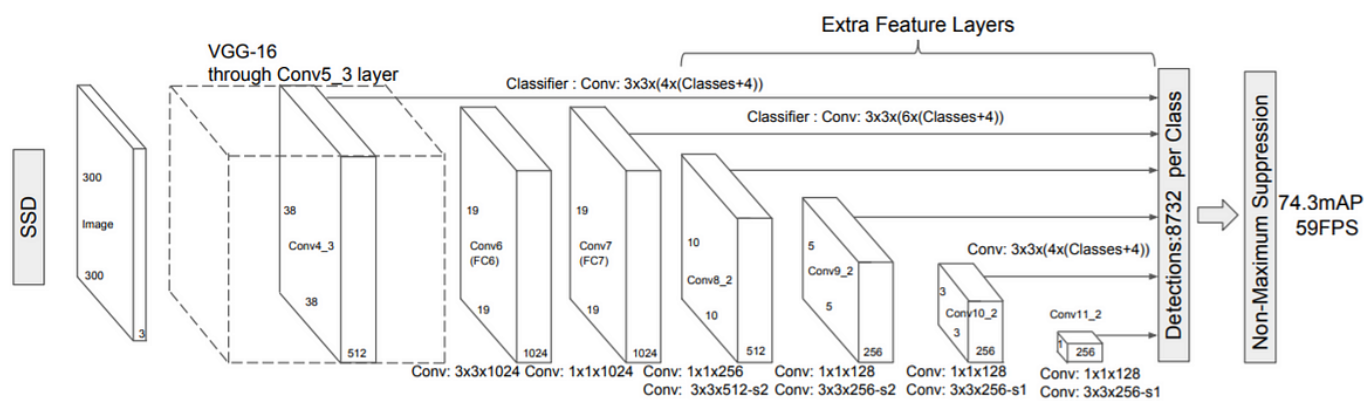 Extra Feature Layers
VGG-16
through Conv5_3 layer
Classifier : Conv: 3x3x(4x(Classes+4))
Classifier : Conv: 3x3x(6x(Classes+4))
SSD
300
Image
300
3
38
Conv4_3
38
512
19
Conv6
(FC6)
19
1024
19
Conv7
(FC7)
19
1024
10
Conv8_2
10
512
5
Conv9_2
5
256
Conv: 3x3x(4x(Classes+4))
3
Conv10_2
3
256
Conv11_2
1
256
Detections:8732 per Class
Non-Maximum Suppression
74.3mAP
59FPS
Conv: 3x3x1024
Conv: 1x1x1024
Conv: 1x1x256
Conv: 3x3x512-s2
Conv: 1x1x128
Conv: 3x3x256-s2
Conv: 1x1x128
Conv: 3x3x256-s1
Conv: 1x1x128
Conv: 3x3x256-s1